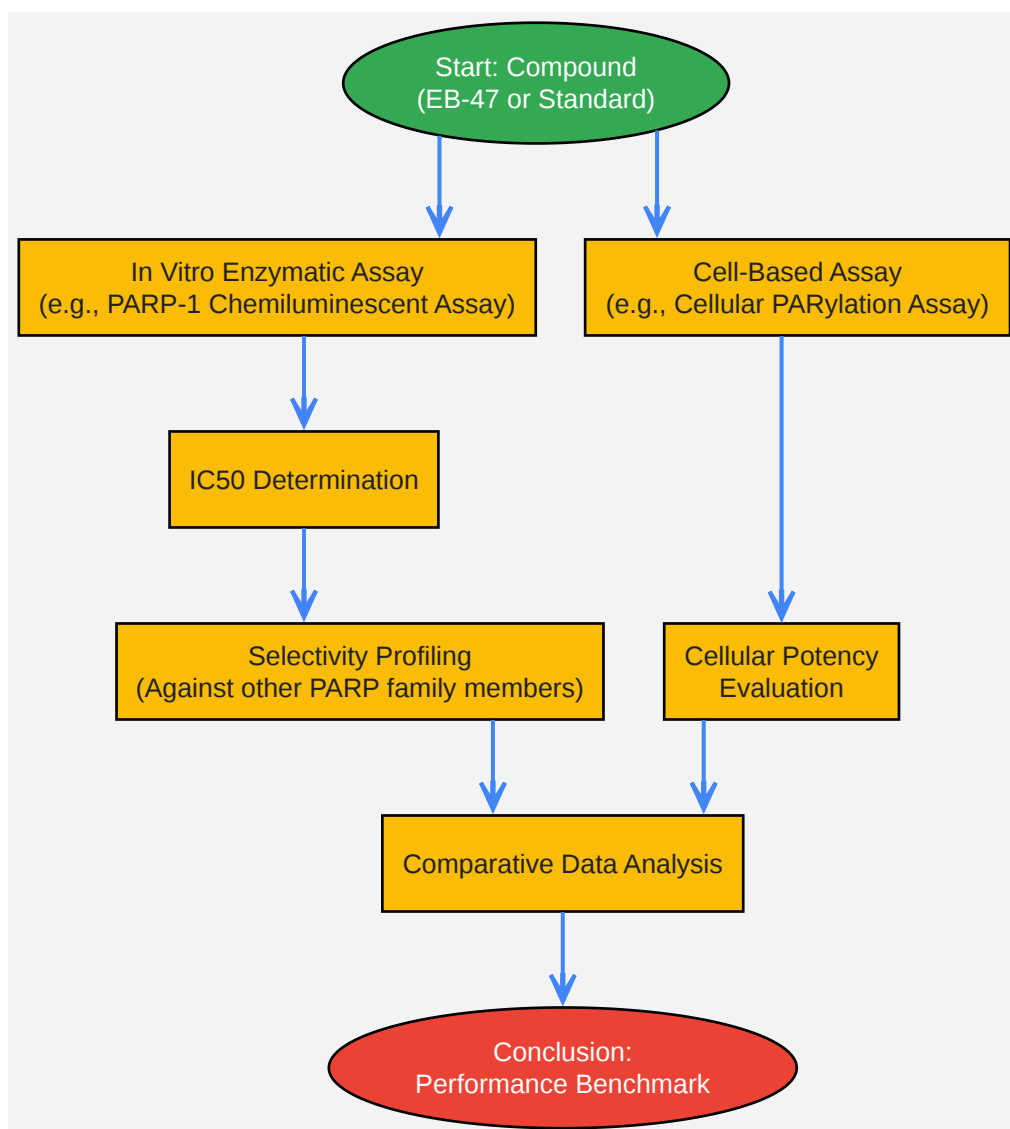 Start: Compound
(EB-47 or Standard)
In Vitro Enzymatic Assay
(e.g., PARP-1 Chemiluminescent Assay)
Cell-Based Assay
(e.g., Cellular PARylation Assay)
IC50 Determination
Selectivity Profiling
(Against other PARP family members)
Cellular Potency
Evaluation
Comparative Data Analysis
Conclusion:
Performance Benchmark